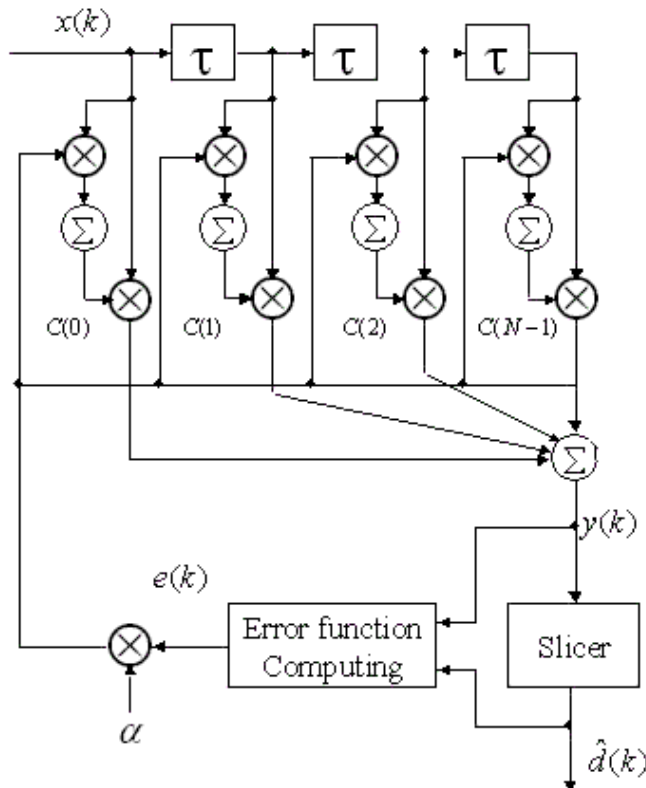 x(k)
τ τ τ
Σ Σ Σ Σ
C(0) C(1) C(2) C(N-1)
Σ
y(k)
e(k)
Error function
Computing
Slicer
α
d̂(k)